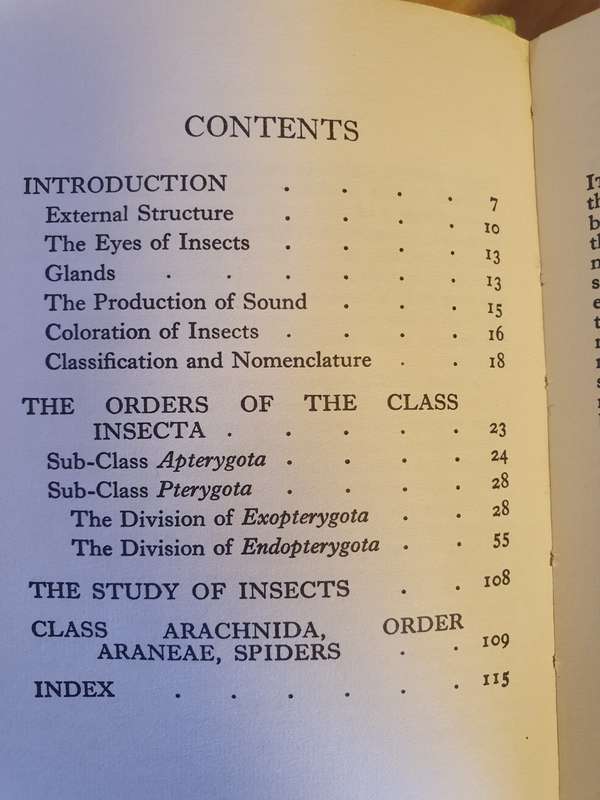 CONTENTS
INTRODUCTION . . . . 7
External Structure . . . . 10
The Eyes of Insects . . . . 13
Glands . . . . . . 13
The Production of Sound . . . 15
Coloration of Insects . . . . 16
Classification and Nomenclature . . 18
THE ORDERS OF THE CLASS
INSECTA . . . . . 23
Sub-Class Apterygota . . . . 24
Sub-Class Pterygota . . . . 28
The Division of Exopterygota . . 28
The Division of Endopterygota . . 55
THE STUDY OF INSECTS . . 108
CLASS ARACHNIDA, ORDER
ARANEAE, SPIDERS . . 109
INDEX . . . . . . 115